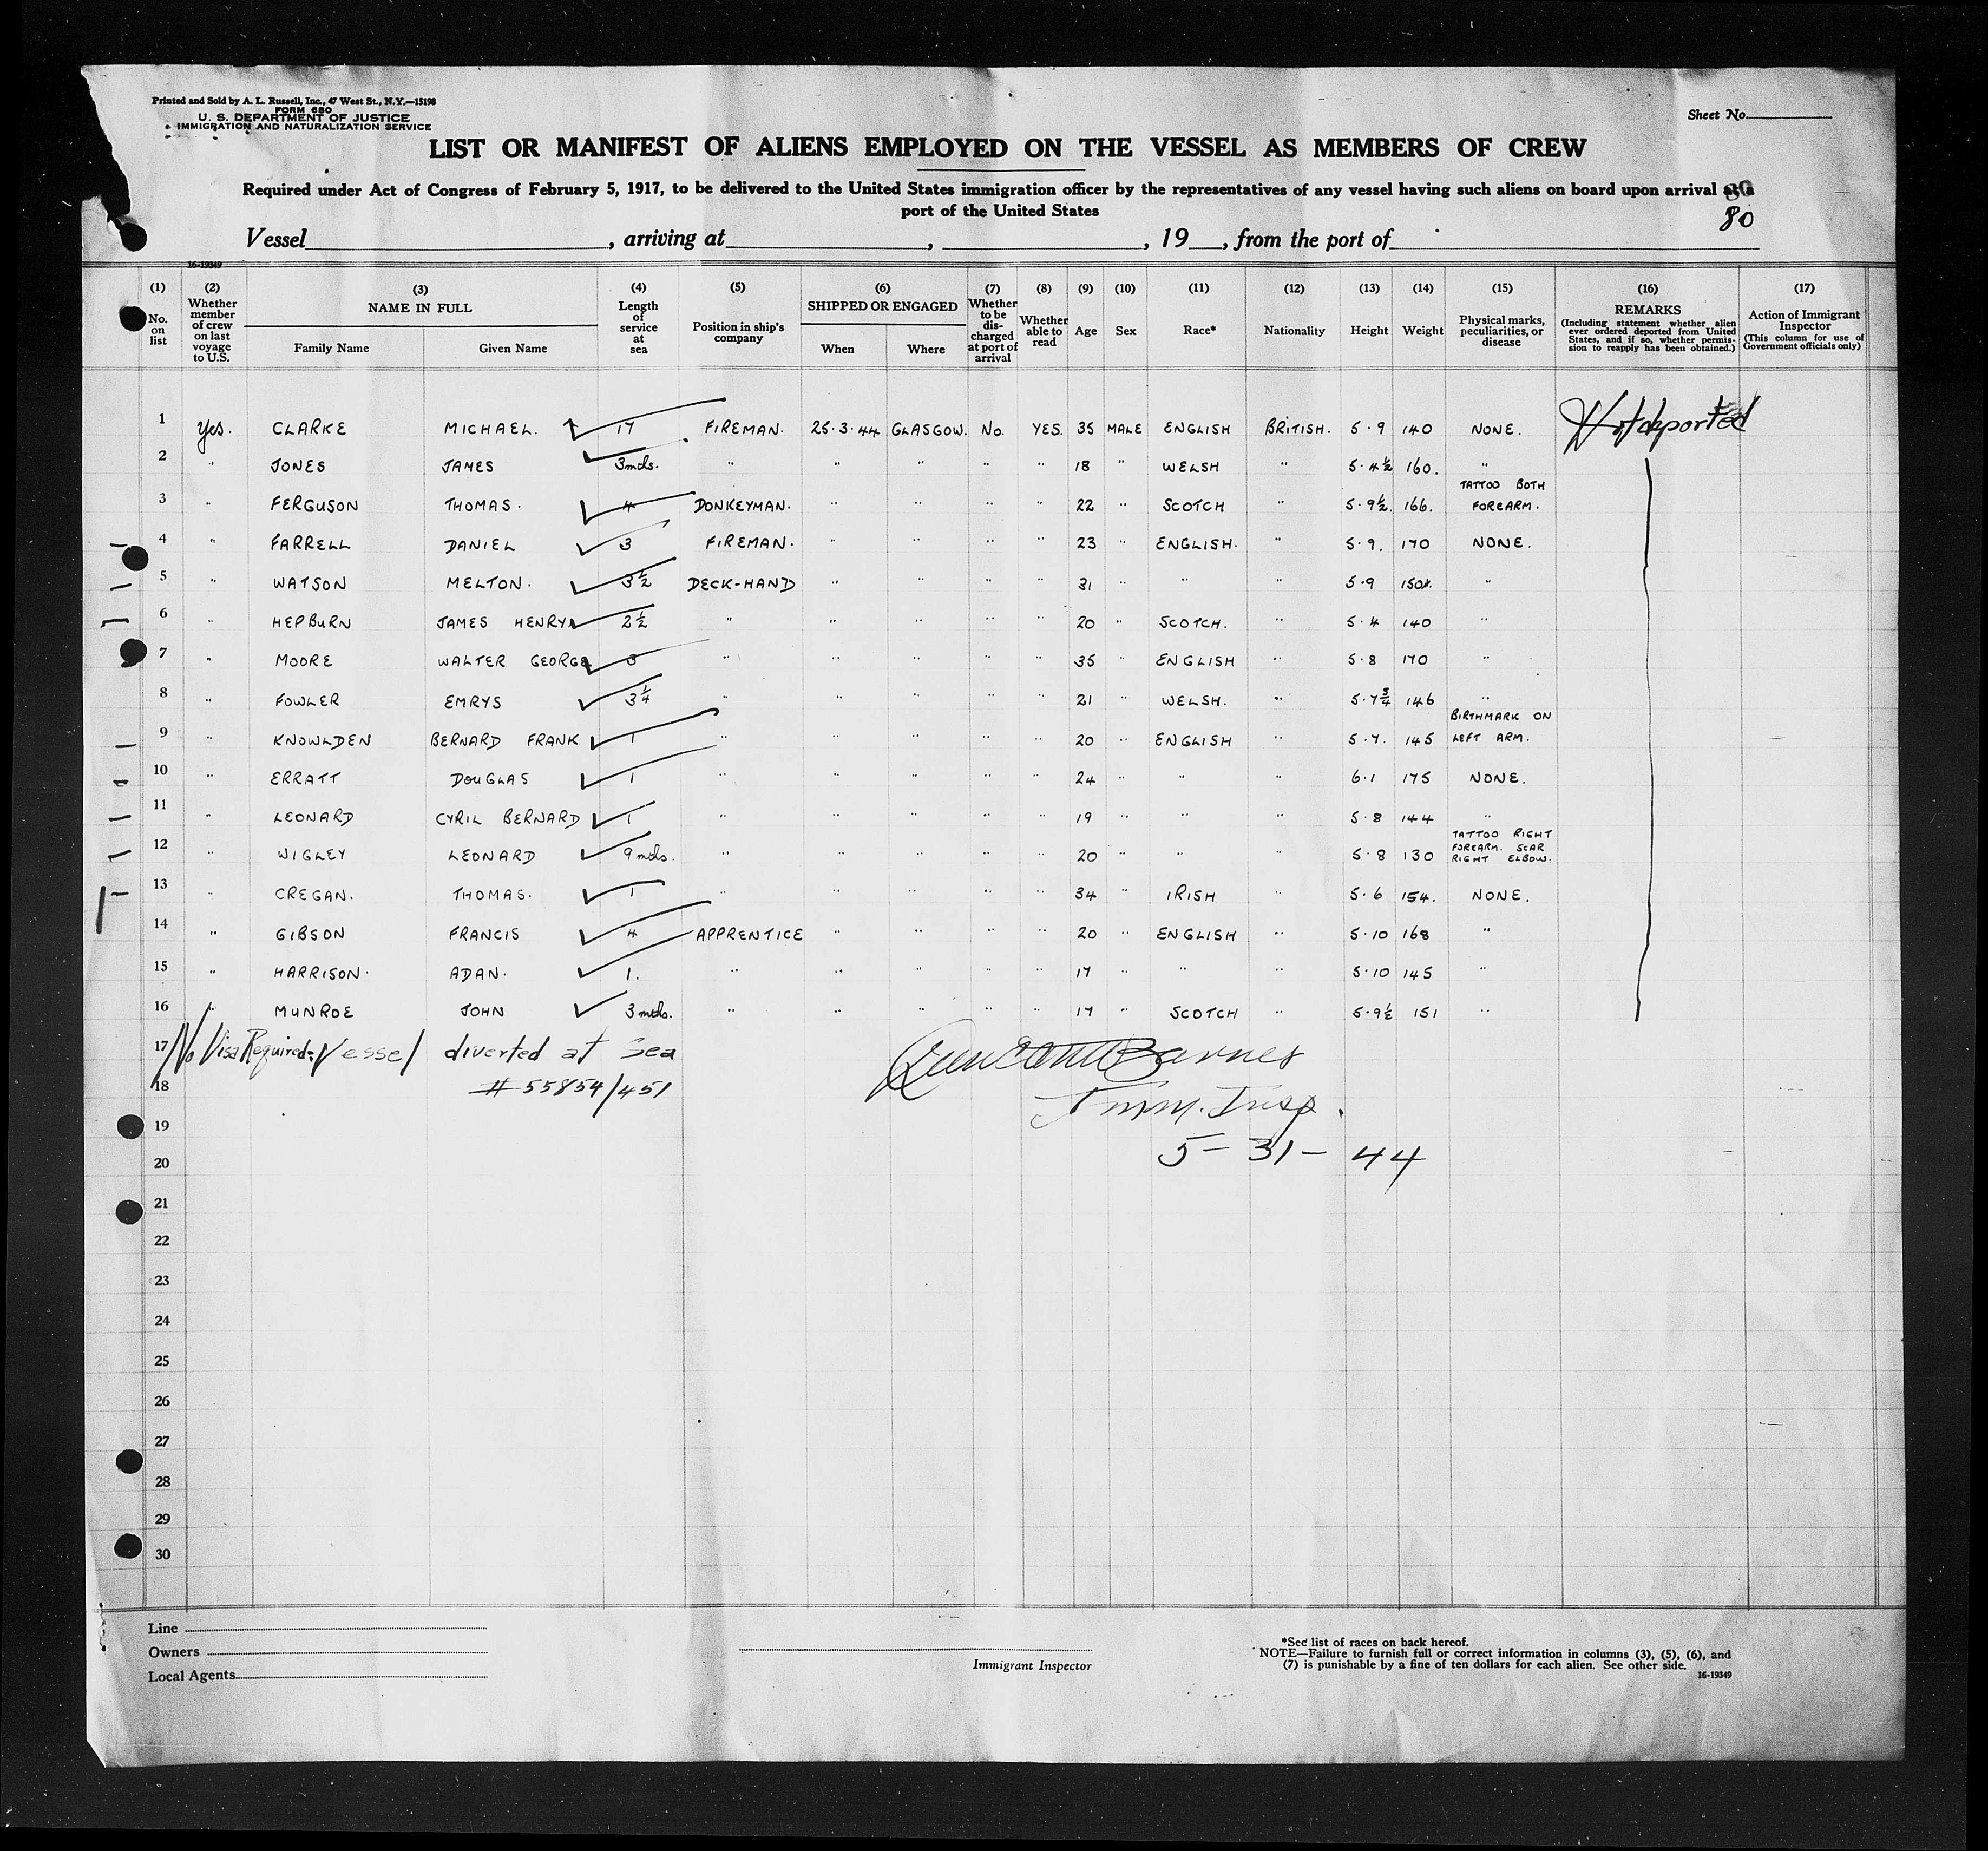 Printed and Sold by A. L. Russell, Inc., 47 West St., N.Y.—15198
FORM 680
U. S. DEPARTMENT OF JUSTICE
IMMIGRATION AND NATURALIZATION SERVICE
Sheet No.
LIST OR MANIFEST OF ALIENS EMPLOYED ON THE VESSEL AS MEMBERS OF CREW
Required under Act of Congress of February 5, 1917, to be delivered to the United States immigration officer by the representatives of any vessel having such aliens on board upon arrival at a
port of the United States
80
Vessel , arriving at , , 19 , from the port of
16-19349
(1) No. on list
(2) Whether member of crew on last voyage to U.S.
(3) NAME IN FULL Family Name Given Name
(4) Length of service at sea
(5) Position in ship's company
(6) SHIPPED OR ENGAGED When Where
(7) Whether to be discharged at port of arrival
(8) Whether able to read
(9) Age
(10) Sex
(11) Race*
(12) Nationality
(13) Height
(14) Weight
(15) Physical marks, peculiarities, or disease
(16) REMARKS (Including statement whether alien ever ordered deported from United States, and if so, whether permission to reapply has been obtained.)
(17) Action of Immigrant Inspector (This column for use of Government officials only)
1 Yes. CLARKE MICHAEL. 17 FIREMAN. 25·3·44 GLASGOW. No. YES. 35 MALE ENGLISH BRITISH. 5·9 140 NONE. Not deported
2 " JONES JAMES 3mths. " " " " " 18 " WELSH " 5·4½ 160. "
3 " FERGUSON THOMAS. 4 DONKEYMAN. " " " " 22 " SCOTCH " 5·9½. 166. TATTOO BOTH FOREARM.
4 " FARRELL DANIEL 3 FIREMAN. " " " " 23 " ENGLISH. " 5·9. 170 NONE.
5 " WATSON MELTON. 3½ DECK-HAND " " " " 31 " " " 5·9 150 "
6 " HEPBURN JAMES HENRY 2½ " " " " " 20 " SCOTCH. " 5·4 140 "
7 " MOORE WALTER GEORGE 3 " " " " " 35 " ENGLISH " 5·8 170 "
8 " FOWLER EMRYS 3¼ " " " " " 21 " WELSH. " 5·7¾ 146 "
9 " KNOWLDEN BERNARD FRANK 1 " " " " " 20 " ENGLISH " 5·7. 145 BIRTHMARK ON LEFT ARM.
10 " ERRATT DOUGLAS 1 " " " " " 24 " " " 6·1 175 NONE.
11 " LEONARD CYRIL BERNARD 1 " " " " " 19 " " " 5·8 144 "
12 " WIGLEY LEONARD 9mths. " " " " " 20 " " " 5·8 130 TATTOO RIGHT FOREARM. SCAR RIGHT ELBOW.
13 " CREGAN. THOMAS. 1 " " " " " 34 " IRISH " 5·6 154. NONE.
14 " GIBSON FRANCIS 4 APPRENTICE " " " " 20 " ENGLISH " 5·10 168 "
15 " HARRISON. ADAN. 1. " " " " " 17 " " " 5·10 145 "
16 " MUNROE JOHN 3mths. " " " " " 17 " SCOTCH " 5·9½ 151 "
17 No Visa Required: Vessel diverted at Sea Barnes
18 # 55854/451 Imm. Insp.
19
20 5-31-44
21
22
23
24
25
26
27
28
29
30
Line
Owners
Local Agents
Immigrant Inspector
*See list of races on back hereof.
NOTE—Failure to furnish full or correct information in columns (3), (5), (6), and
(7) is punishable by a fine of ten dollars for each alien. See other side.
16-19349